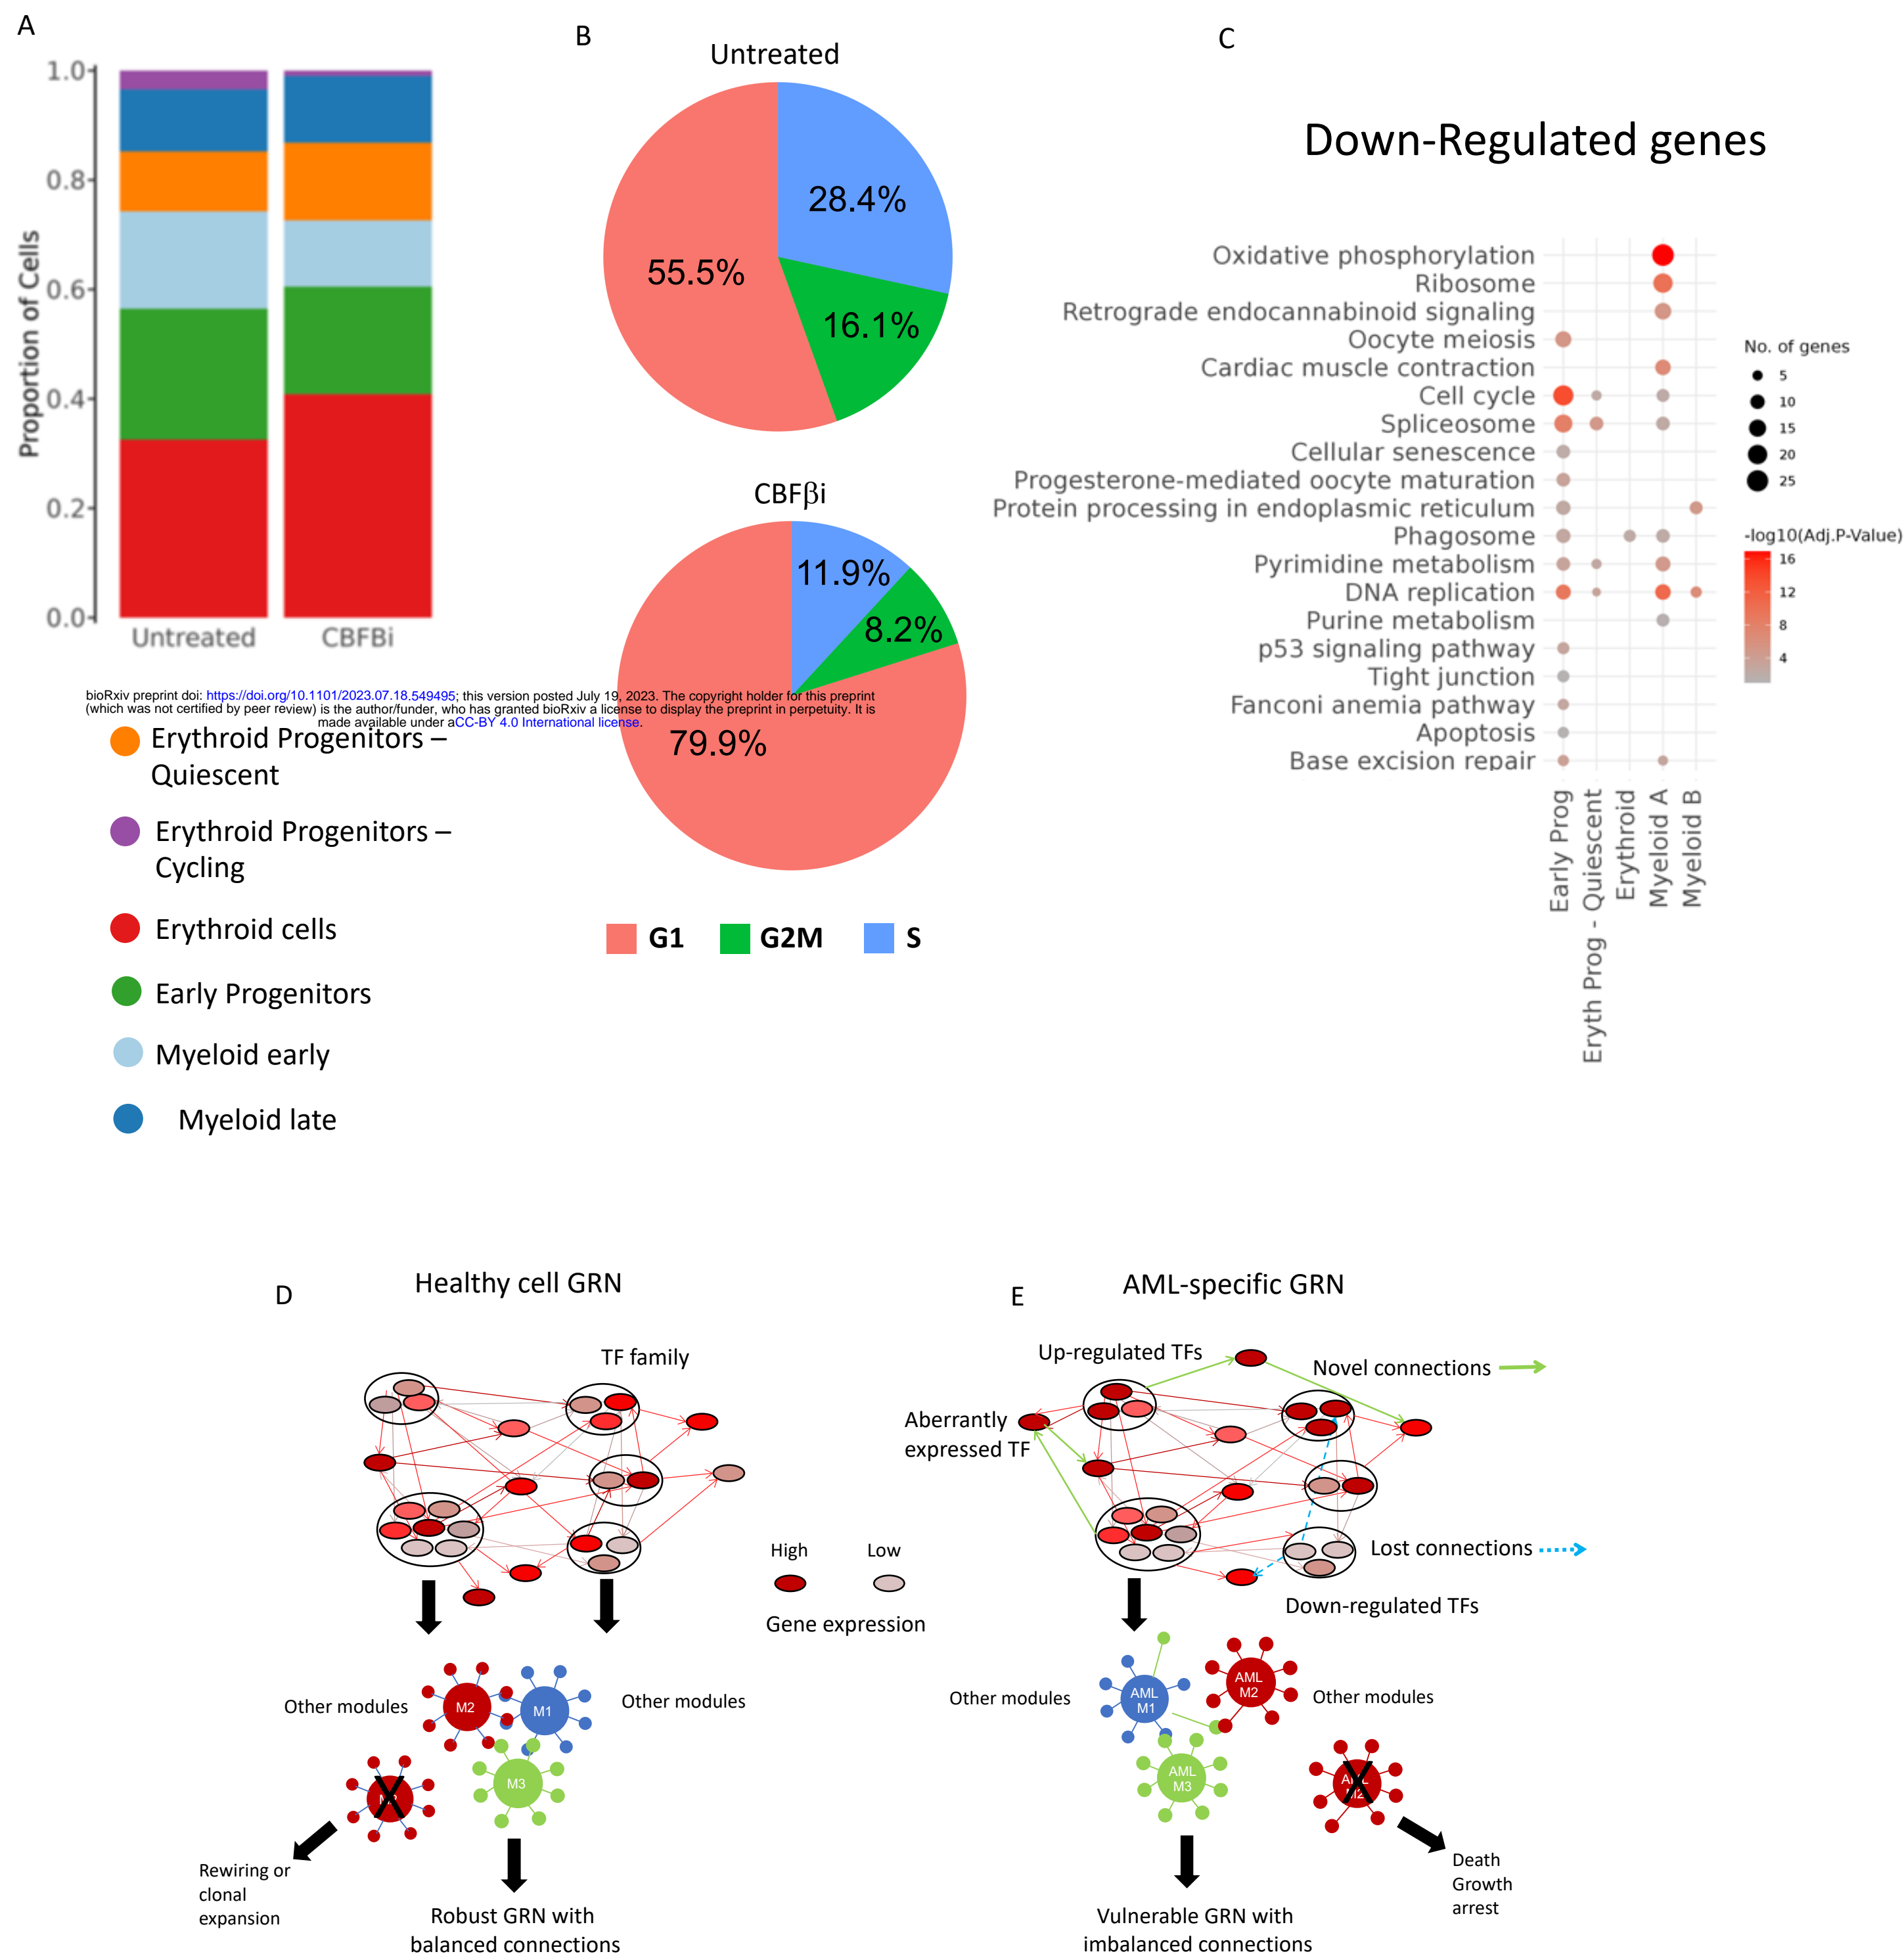 A
1.0
0.8
0.6
0.4
0.2
0.0
Proportion of Cells
Untreated
CBFBi
bioRxiv preprint doi: https://doi.org/10.1101/2023.07.18.549495; this version posted July 19, 2023. The copyright holder for this preprint
(which was not certified by peer review) is the author/funder, who has granted bioRxiv a license to display the preprint in perpetuity. It is
made available under aCC-BY 4.0 International license.
Erythroid Progenitors –
Quiescent
Erythroid Progenitors –
Cycling
Erythroid cells
Early Progenitors
Myeloid early
Myeloid late
B
Untreated
28.4%
55.5%
16.1%
CBFβi
11.9%
8.2%
79.9%
G1
G2M
S
C
Down-Regulated genes
Oxidative phosphorylation
Ribosome
Retrograde endocannabinoid signaling
Oocyte meiosis
Cardiac muscle contraction
Cell cycle
Spliceosome
Cellular senescence
Progesterone-mediated oocyte maturation
Protein processing in endoplasmic reticulum
Phagosome
Pyrimidine metabolism
DNA replication
Purine metabolism
p53 signaling pathway
Tight junction
Fanconi anemia pathway
Apoptosis
Base excision repair
Early Prog
Eryth Prog - Quiescent
Erythroid
Myeloid A
Myeloid B
No. of genes
5
10
15
20
25
-log10(Adj.P-Value)
16
12
8
4
D
Healthy cell GRN
TF family
High
Low
Gene expression
Other modules
M2
M1
Other modules
M3
M2
Rewiring or
clonal
expansion
Robust GRN with
balanced connections
E
AML-specific GRN
Up-regulated TFs
Novel connections
Aberrantly
expressed TF
Lost connections
Down-regulated TFs
Other modules
AML
M1
AML
M2
Other modules
AML
M3
AML
M2
Death
Growth
arrest
Vulnerable GRN with
imbalanced connections